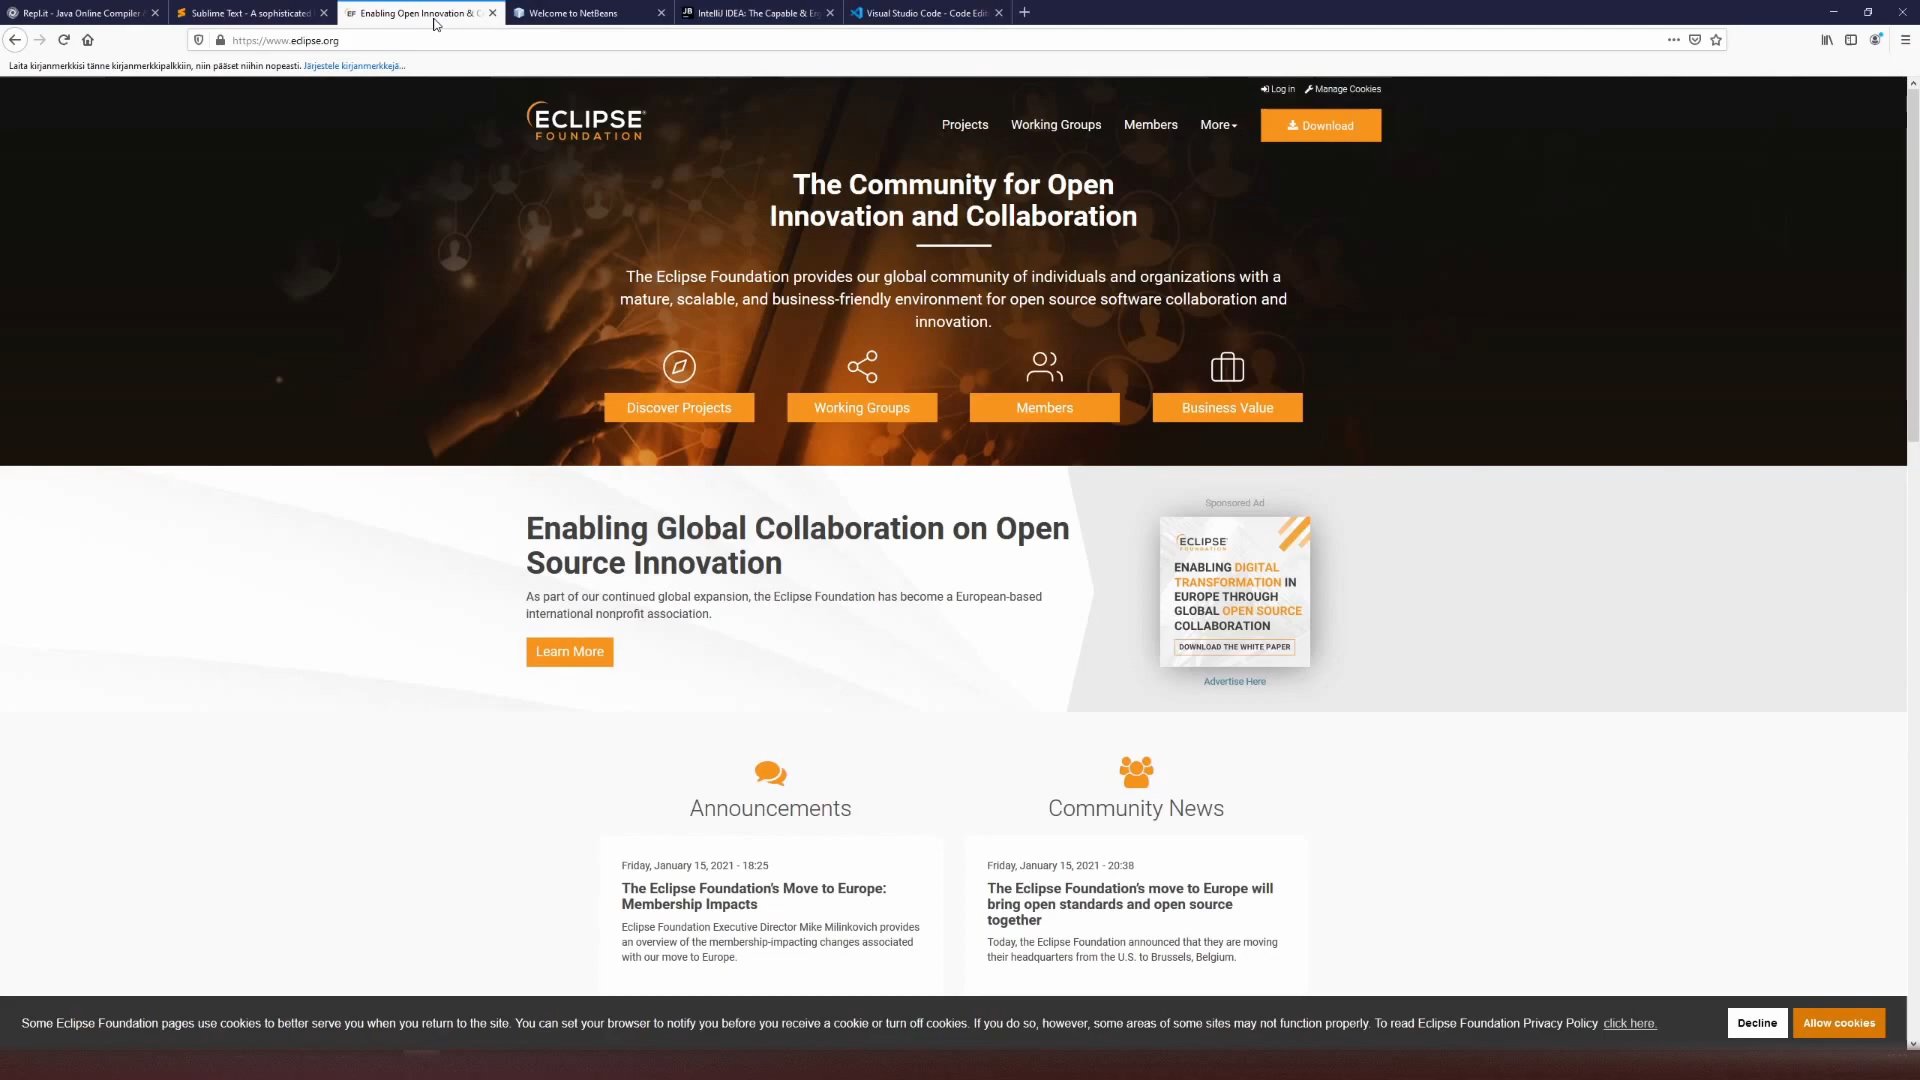 Repl.it - Java Online Compiler
Sublime Text - A sophisticated
EF Enabling Open Innovation & C
Welcome to NetBeans
JB IntelliJ IDEA: The Capable & Erg
Visual Studio Code - Code Edit
https://www.eclipse.org
Laita kirjanmerkkisi tänne kirjanmerkkipalkkiin, niin pääset niihin nopeasti. Järjestele kirjanmerkkejä...
Log in Manage Cookies
ECLIPSE
FOUNDATION
Projects Working Groups Members More Download
The Community for Open
Innovation and Collaboration
The Eclipse Foundation provides our global community of individuals and organizations with a
mature, scalable, and business-friendly environment for open source software collaboration and
innovation.
Discover Projects Working Groups Members Business Value
Enabling Global Collaboration on Open
Source Innovation
As part of our continued global expansion, the Eclipse Foundation has become a European-based
international nonprofit association.
Learn More
Sponsored Ad
ECLIPSE
FOUNDATION
ENABLING DIGITAL
TRANSFORMATION IN
EUROPE THROUGH
GLOBAL OPEN SOURCE
COLLABORATION
DOWNLOAD THE WHITE PAPER
Advertise Here
Announcements
Friday, January 15, 2021 - 18:25
The Eclipse Foundation's Move to Europe:
Membership Impacts
Eclipse Foundation Executive Director Mike Milinkovich provides
an overview of the membership-impacting changes associated
with our move to Europe.
Community News
Friday, January 15, 2021 - 20:38
The Eclipse Foundation's move to Europe will
bring open standards and open source
together
Today, the Eclipse Foundation announced that they are moving
their headquarters from the U.S. to Brussels, Belgium.
Some Eclipse Foundation pages use cookies to better serve you when you return to the site. You can set your browser to notify you before you receive a cookie or turn off cookies. If you do so, however, some areas of some sites may not function properly. To read Eclipse Foundation Privacy Policy click here.
Decline Allow cookies